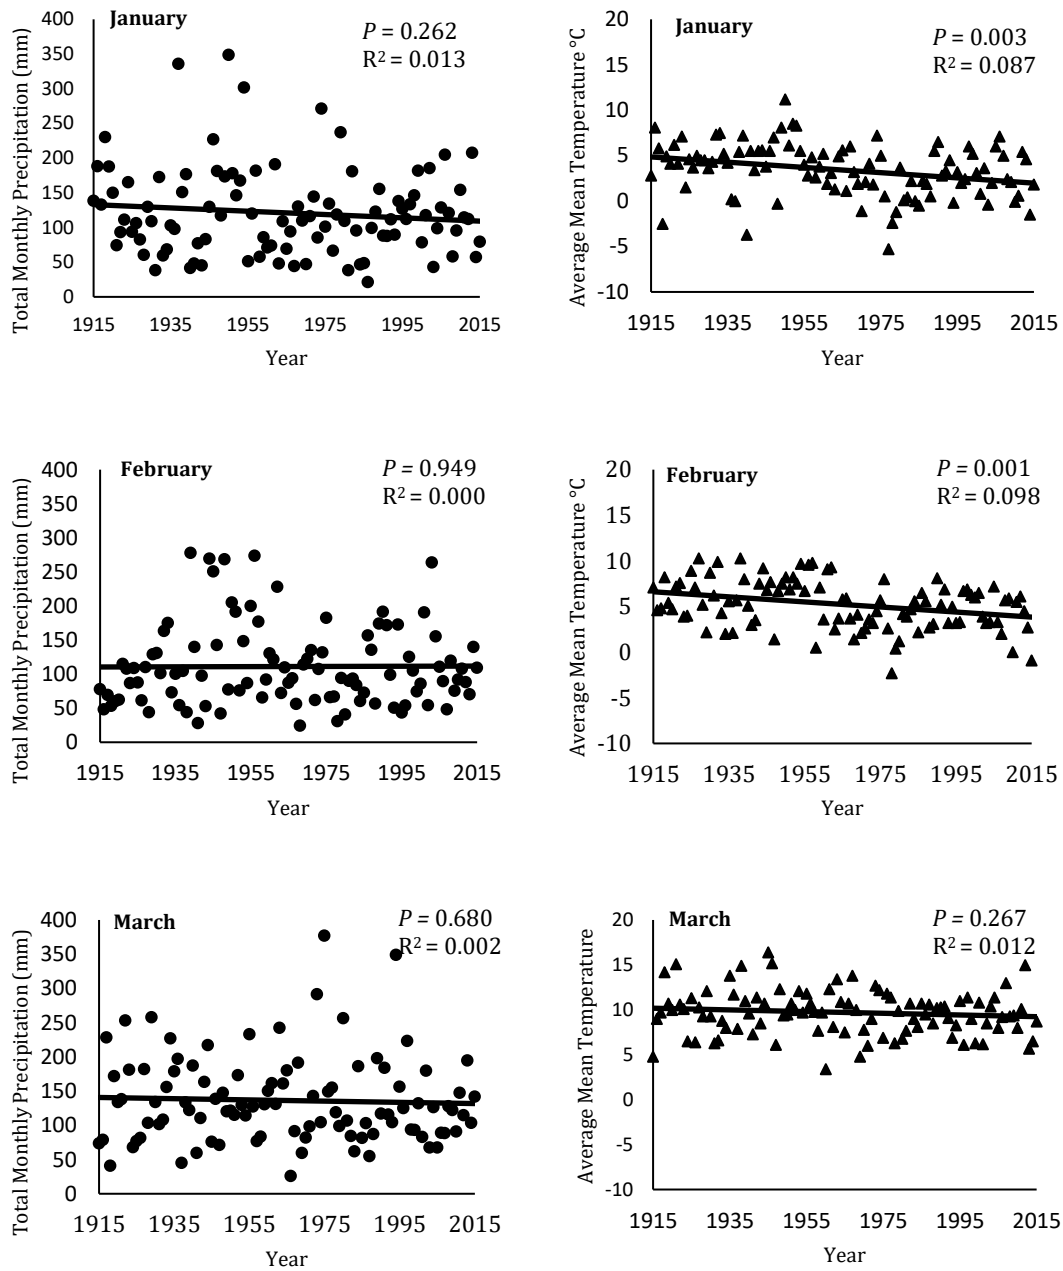 January
P = 0.262
R² = 0.013
Total Monthly Precipitation (mm)
400
350
300
250
200
150
100
50
0
1915 1935 1955 1975 1995 2015
Year
January
P = 0.003
R² = 0.087
Average Mean Temperature °C
20
15
10
5
0
-5
-10
1915 1935 1955 1975 1995 2015
Year
February
P = 0.949
R² = 0.000
Total Monthly Precipitation (mm)
400
350
300
250
200
150
100
50
0
1915 1935 1955 1975 1995 2015
Year
February
P = 0.001
R² = 0.098
Average Mean Temperature °C
20
15
10
5
0
-5
-10
1915 1935 1955 1975 1995 2015
Year
March
P = 0.680
R² = 0.002
Total Monthly Precipitation (mm)
400
350
300
250
200
150
100
50
0
1915 1935 1955 1975 1995 2015
Year
March
P = 0.267
R² = 0.012
Average Mean Temperature
20
15
10
5
0
-5
-10
1915 1935 1955 1975 1995 2015
Year